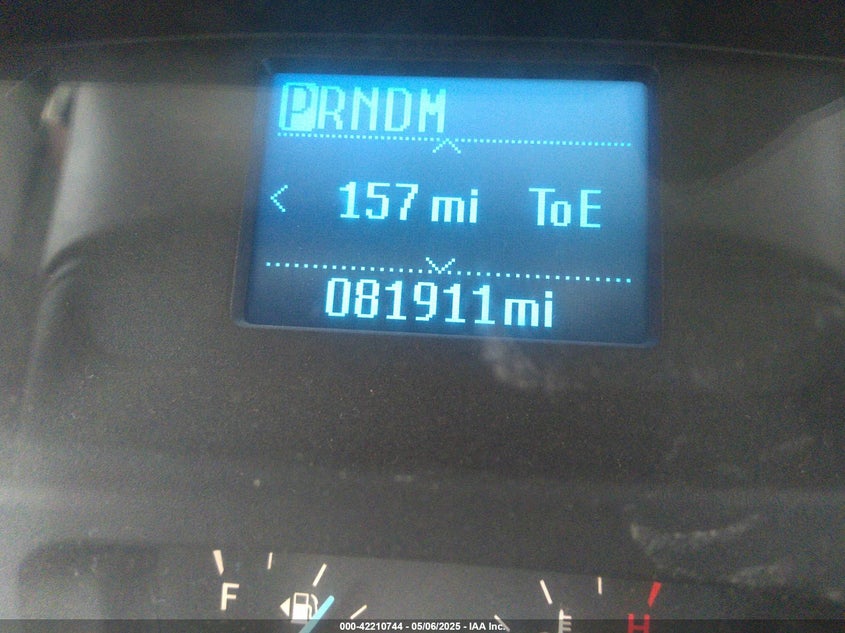 PRNDM
< 157 mi ToE
081911mi
F
H
000-42210744 - 05/06/2025 - IAA Inc.